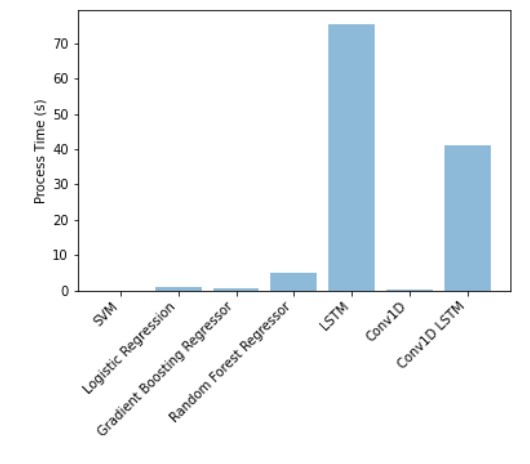 Process Time (s)
70
60
50
40
30
20
10
0
SVM
Logistic Regression
Gradient Boosting Regressor
Random Forest Regressor
LSTM
Conv1D
Conv1D LSTM